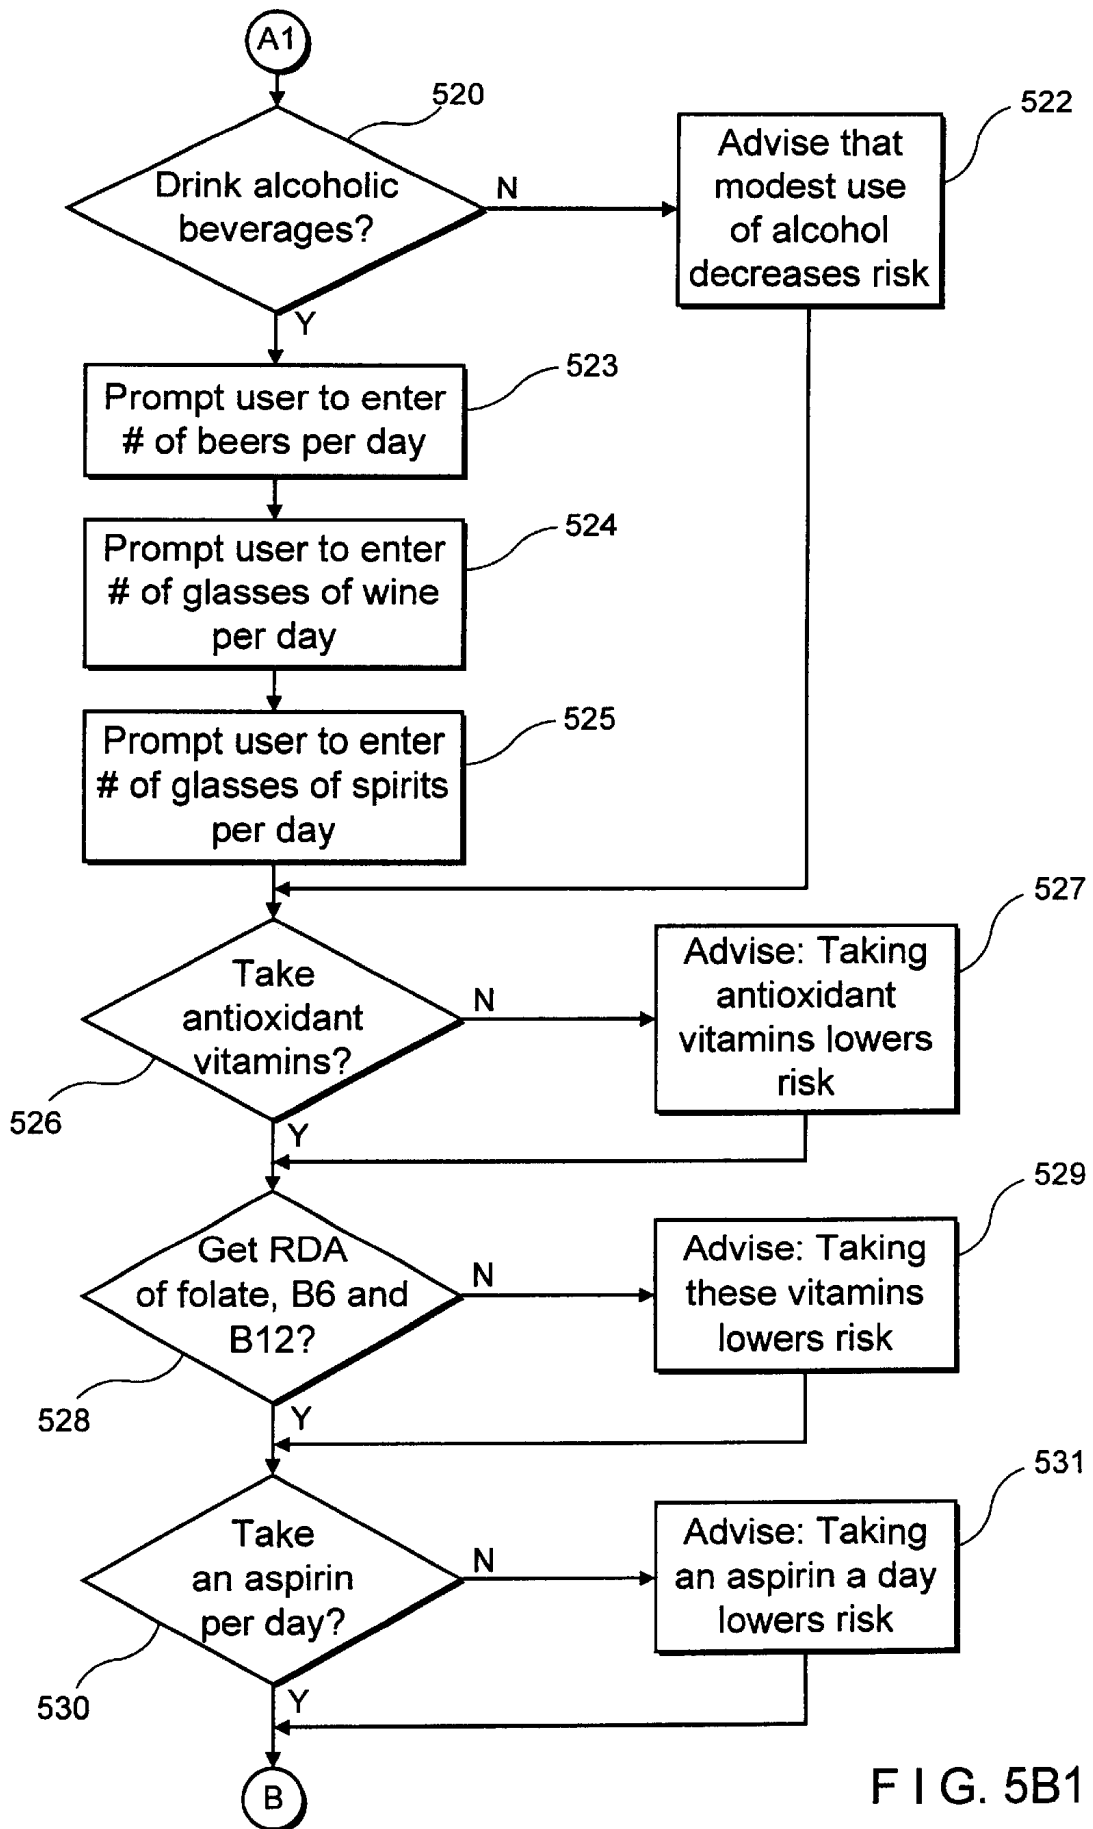 A1
520
Drink alcoholic
beverages?
N
522
Advise that
modest use
of alcohol
decreases risk
Y
523
Prompt user to enter
# of beers per day
524
Prompt user to enter
# of glasses of wine
per day
525
Prompt user to enter
# of glasses of spirits
per day
Take
antioxidant
vitamins?
526
N
527
Advise: Taking
antioxidant
vitamins lowers
risk
Y
Get RDA
of folate, B6 and
B12?
528
N
529
Advise: Taking
these vitamins
lowers risk
Y
Take
an aspirin
per day?
530
N
531
Advise: Taking
an aspirin a day
lowers risk
Y
B
F I G. 5B1